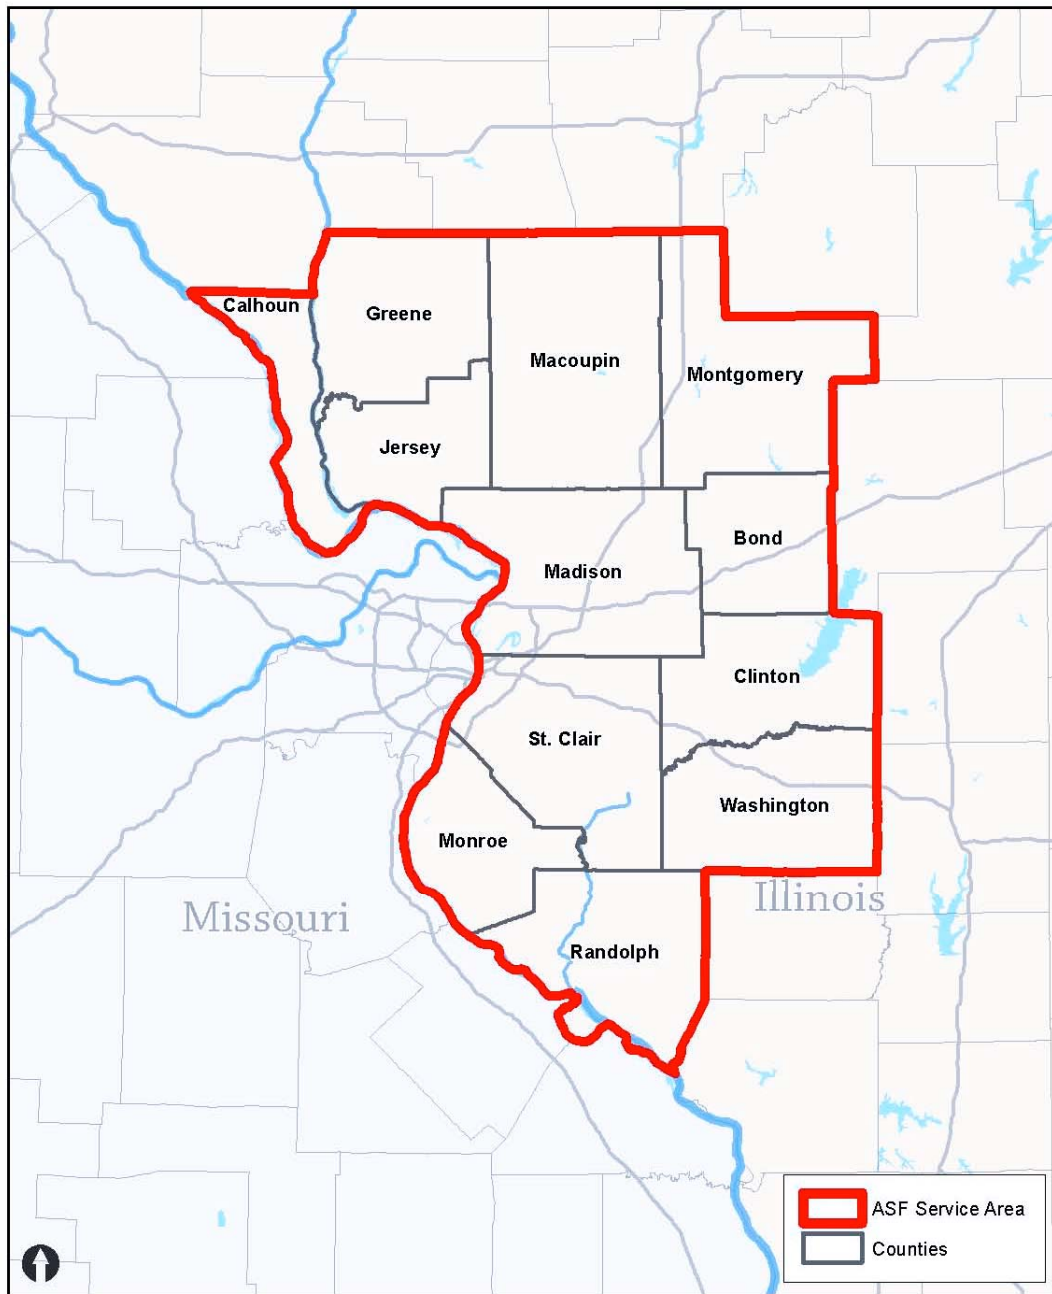 Calhoun
Greene
Macoupin
Montgomery
Jersey
Bond
Madison
Clinton
St. Clair
Washington
Monroe
Illinois
Missouri
Randolph
ASF Service Area
Counties